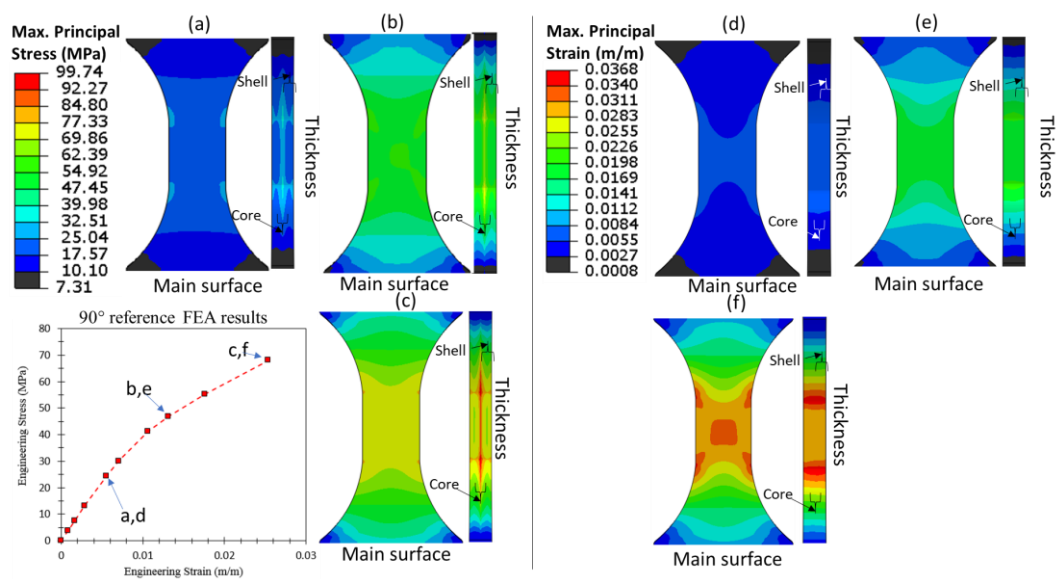 (a)
(b)
(d)
(e)
Max. Principal
Stress (MPa)
99.74
92.27
84.80
77.33
69.86
62.39
54.92
47.45
39.98
32.51
25.04
17.57
10.10
7.31
Shell
Core
Thickness
Main surface
Shell
Core
Thickness
Main surface
Max. Principal
Strain (m/m)
0.0368
0.0340
0.0311
0.0283
0.0255
0.0226
0.0198
0.0169
0.0141
0.0112
0.0084
0.0055
0.0027
0.0008
Shell
Core
Thickness
Main surface
Shell
Core
Thickness
Main surface
90° reference FEA results
Engineering Stress (MPa)
80
70
60
50
40
30
20
10
0
c,f
b,e
a,d
0
0.01
0.02
0.03
Engineering Strain (m/m)
(c)
Shell
Core
Thickness
Main surface
(f)
Shell
Core
Thickness
Main surface